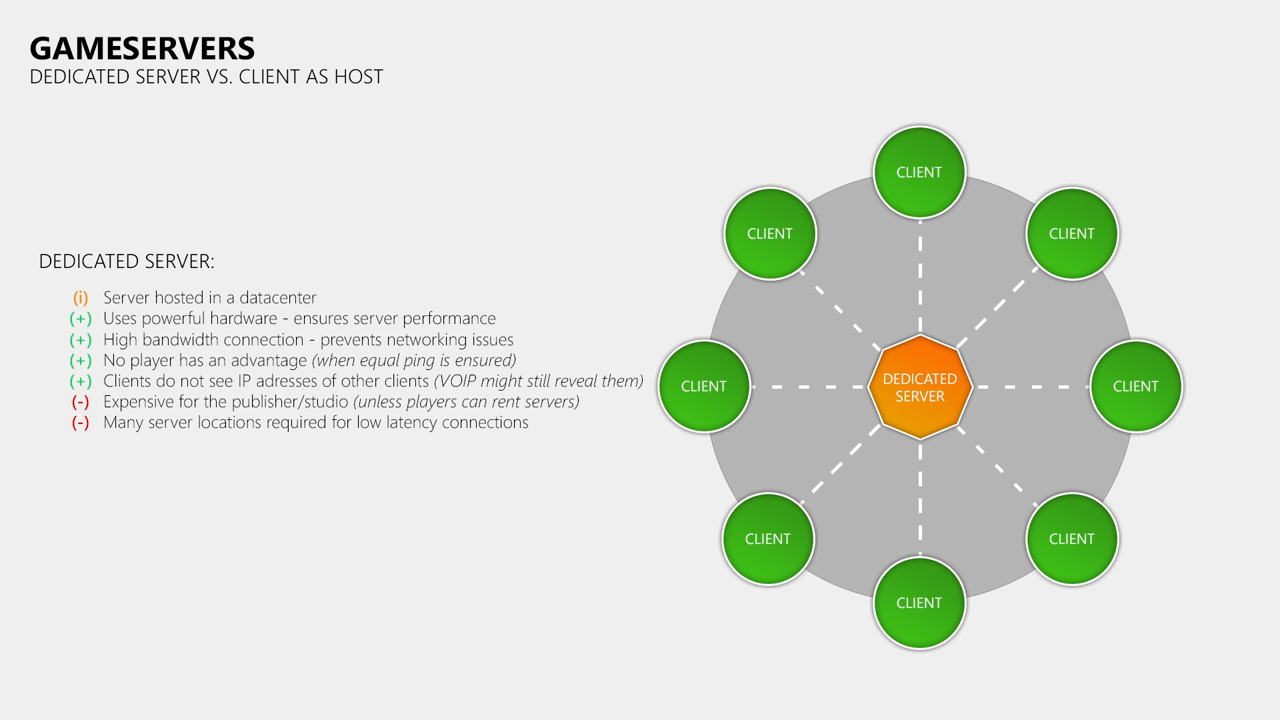 GAMESERVERS
DEDICATED SERVER VS. CLIENT AS HOST
DEDICATED SERVER:
(i) Server hosted in a datacenter
(+) Uses powerful hardware - ensures server performance
(+) High bandwidth connection - prevents networking issues
(+) No player has an advantage (when equal ping is ensured)
(+) Clients do not see IP adresses of other clients (VOIP might still reveal them)
(-) Expensive for the publisher/studio (unless players can rent servers)
(-) Many server locations required for low latency connections
CLIENT
CLIENT
CLIENT
CLIENT
DEDICATED
SERVER
CLIENT
CLIENT
CLIENT
CLIENT